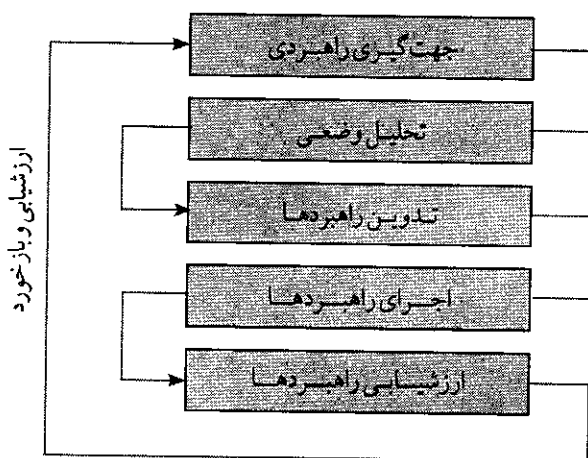 جهت‌گیری راهبردی
تحلیل وضعی
تدوین راهبردها
اجرای راهبردها
ارزشیابی راهبردها
ارزشیابی و بازخورد